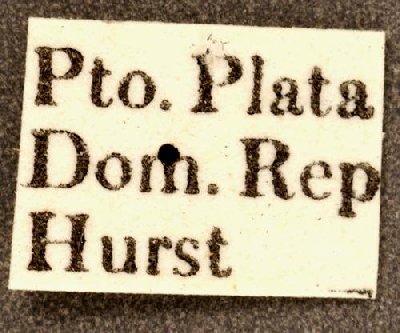 Pto. Plata
Dom. Rep
Hurst